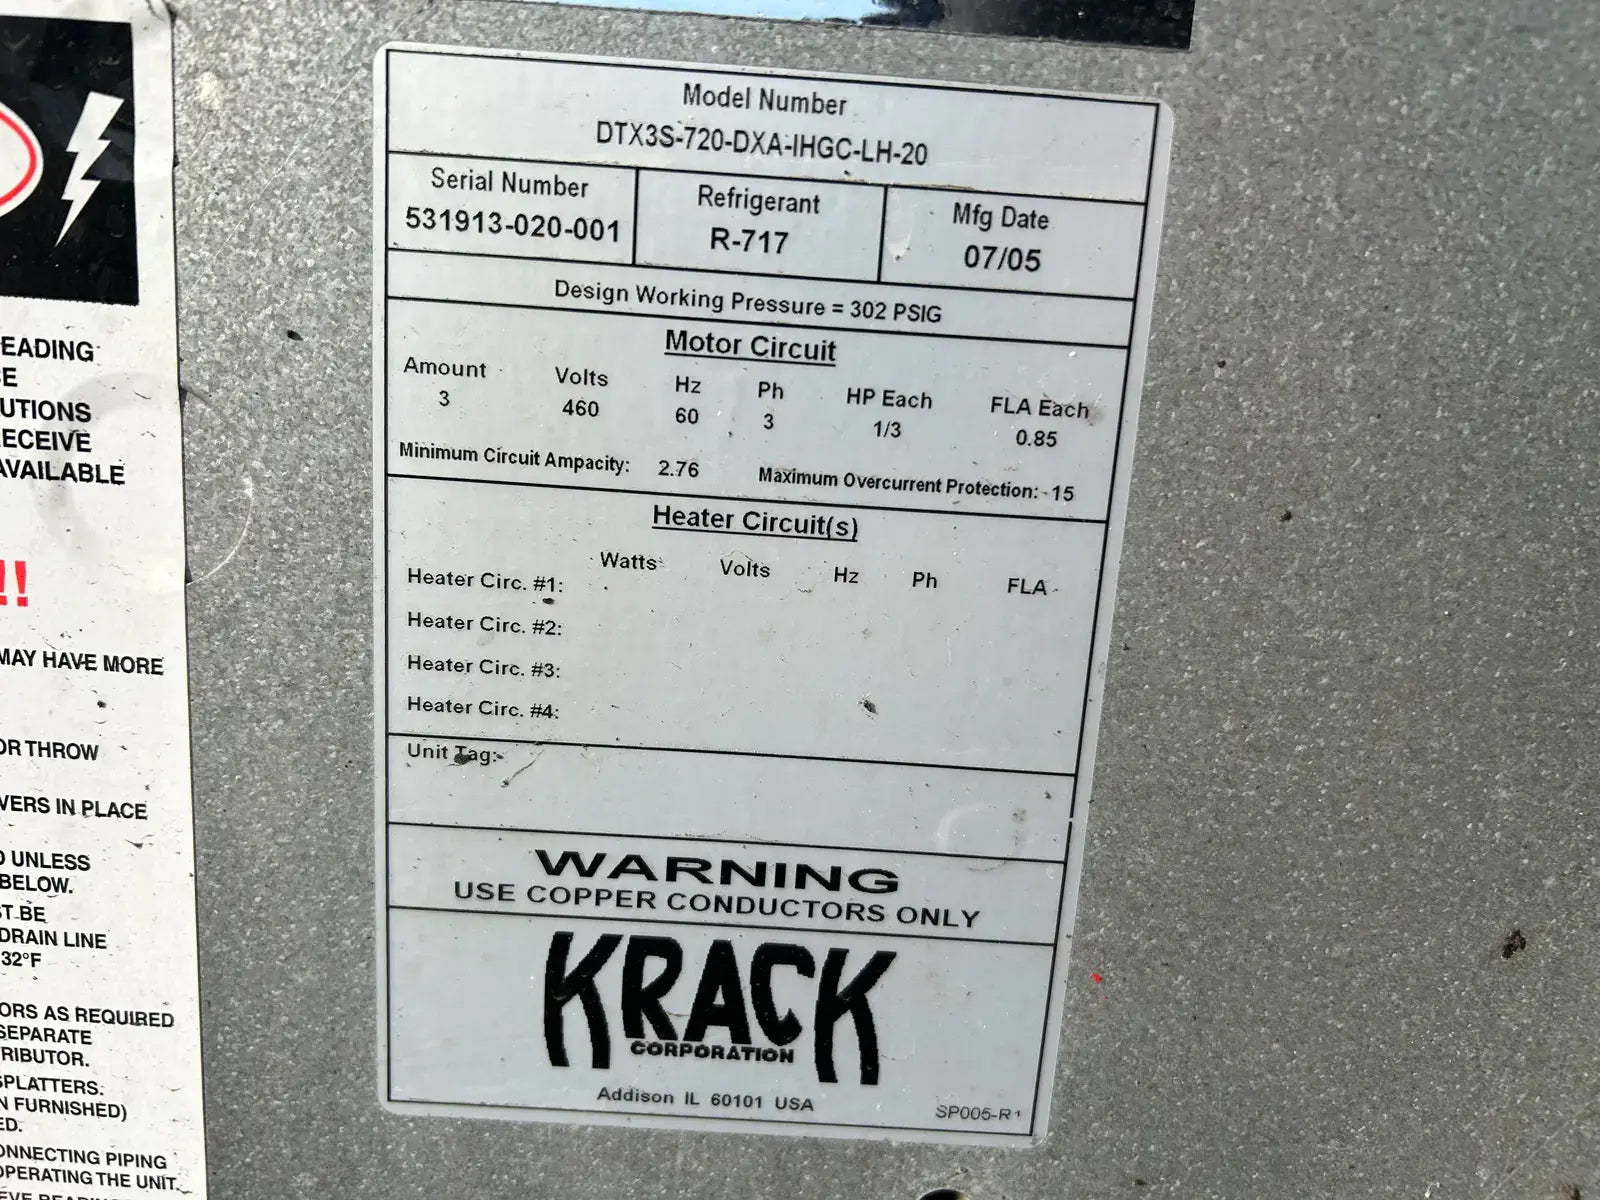 Model Number
DTX3S-720-DXA-IHGC-LH-20
Serial Number
531913-020-001
Refrigerant
R-717
Mfg Date
07/05
Design Working Pressure = 302 PSIG
Motor Circuit
Amount Volts Hz Ph HP Each FLA Each
3 460 60 3 1/3 0.85
Minimum Circuit Ampacity: 2.76 Maximum Overcurrent Protection: 15
Heater Circuit(s)
Watts Volts Hz Ph FLA
Heater Circ. #1:
Heater Circ. #2:
Heater Circ. #3:
Heater Circ. #4:
Unit Tag:
WARNING
USE COPPER CONDUCTORS ONLY
KRACK
CORPORATION
Addison IL 60101 USA
SP005-R1
EADING
E
UTIONS
ECEIVE
AVAILABLE
!!
MAY HAVE MORE
OR THROW
VERS IN PLACE
UNLESS
BELOW.
T BE
DRAIN LINE
32°F
ORS AS REQUIRED
SEPARATE
RIBUTOR.
SPLATTERS.
N FURNISHED)
ED.
ONNECTING PIPING
OPERATING THE UNIT.